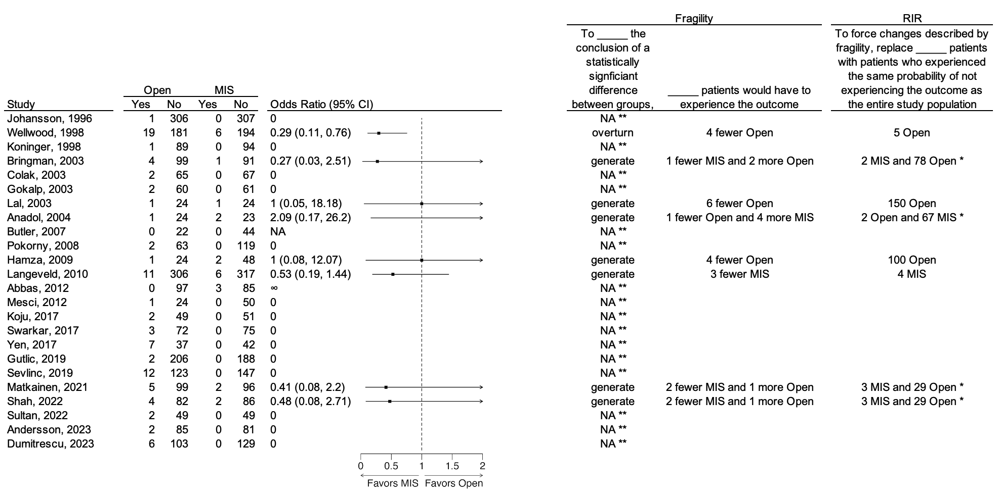 Fragility RIR
To _____ the To force changes described by
conclusion of a fragility, replace _____ patients
statistically with patients who experienced
signficiant the same probability of not
Open MIS difference _____ patients would have to experiencing the outcome as
Study Yes No Yes No Odds Ratio (95% CI) between groups, experience the outcome the entire study population
Johansson, 1996 1 306 0 307 0 NA **
Wellwood, 1998 19 181 6 194 0.29 (0.11, 0.76) overturn 4 fewer Open 5 Open
Koninger, 1998 1 89 0 94 0 NA **
Bringman, 2003 4 99 1 91 0.27 (0.03, 2.51) generate 1 fewer MIS and 2 more Open 2 MIS and 78 Open *
Colak, 2003 2 65 0 67 0 NA **
Gokalp, 2003 2 60 0 61 0 NA **
Lal, 2003 1 24 1 24 1 (0.05, 18.18) generate 6 fewer Open 150 Open
Anadol, 2004 1 24 2 23 2.09 (0.17, 26.2) generate 1 fewer Open and 4 more MIS 2 Open and 67 MIS *
Butler, 2007 0 22 0 44 NA NA **
Pokorny, 2008 2 63 0 119 0 NA **
Hamza, 2009 1 24 2 48 1 (0.08, 12.07) generate 4 fewer Open 100 Open
Langeveld, 2010 11 306 6 317 0.53 (0.19, 1.44) generate 3 fewer MIS 4 MIS
Abbas, 2012 0 97 3 85 ∞ NA **
Mesci, 2012 1 24 0 50 0 NA **
Koju, 2017 2 49 0 51 0 NA **
Swarkar, 2017 3 72 0 75 0 NA **
Yen, 2017 7 37 0 42 0 NA **
Gutlic, 2019 2 206 0 188 0 NA **
Sevlinc, 2019 12 123 0 147 0 NA **
Matkainen, 2021 5 99 2 96 0.41 (0.08, 2.2) generate 2 fewer MIS and 1 more Open 3 MIS and 29 Open *
Shah, 2022 4 82 2 86 0.48 (0.08, 2.71) generate 2 fewer MIS and 1 more Open 3 MIS and 29 Open *
Sultan, 2022 2 49 0 49 0 NA **
Andersson, 2023 2 85 0 81 0 NA **
Dumitrescu, 2023 6 103 0 129 0 NA **
0 0.5 1 1.5 2
Favors MIS Favors Open